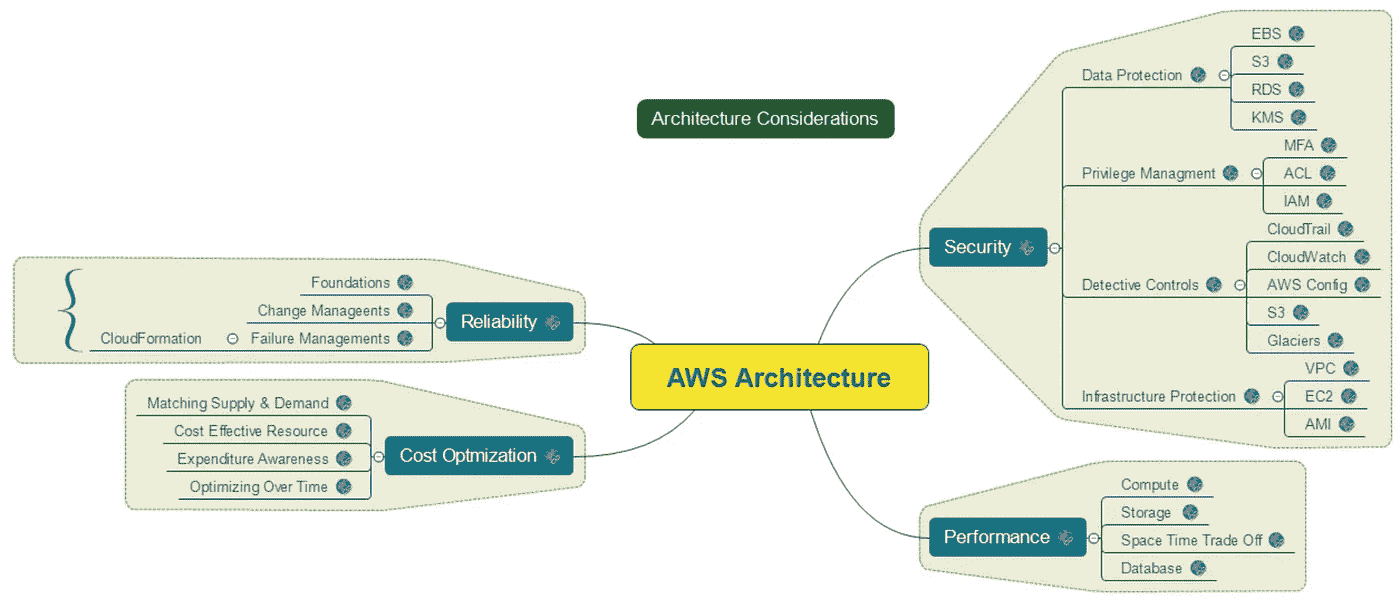 Architecture Considerations
AWS Architecture
Security
Data Protection
EBS
S3
RDS
KMS
Privilege Managment
MFA
ACL
IAM
Detective Controls
CloudTrail
CloudWatch
AWS Config
S3
Glaciers
Infrastructure Protection
VPC
EC2
AMI
Performance
Compute
Storage
Space Time Trade Off
Database
Reliability
Foundations
Change Manageents
Failure Managements
CloudFormation
Cost Optmization
Matching Supply & Demand
Cost Effective Resource
Expenditure Awareness
Optimizing Over Time